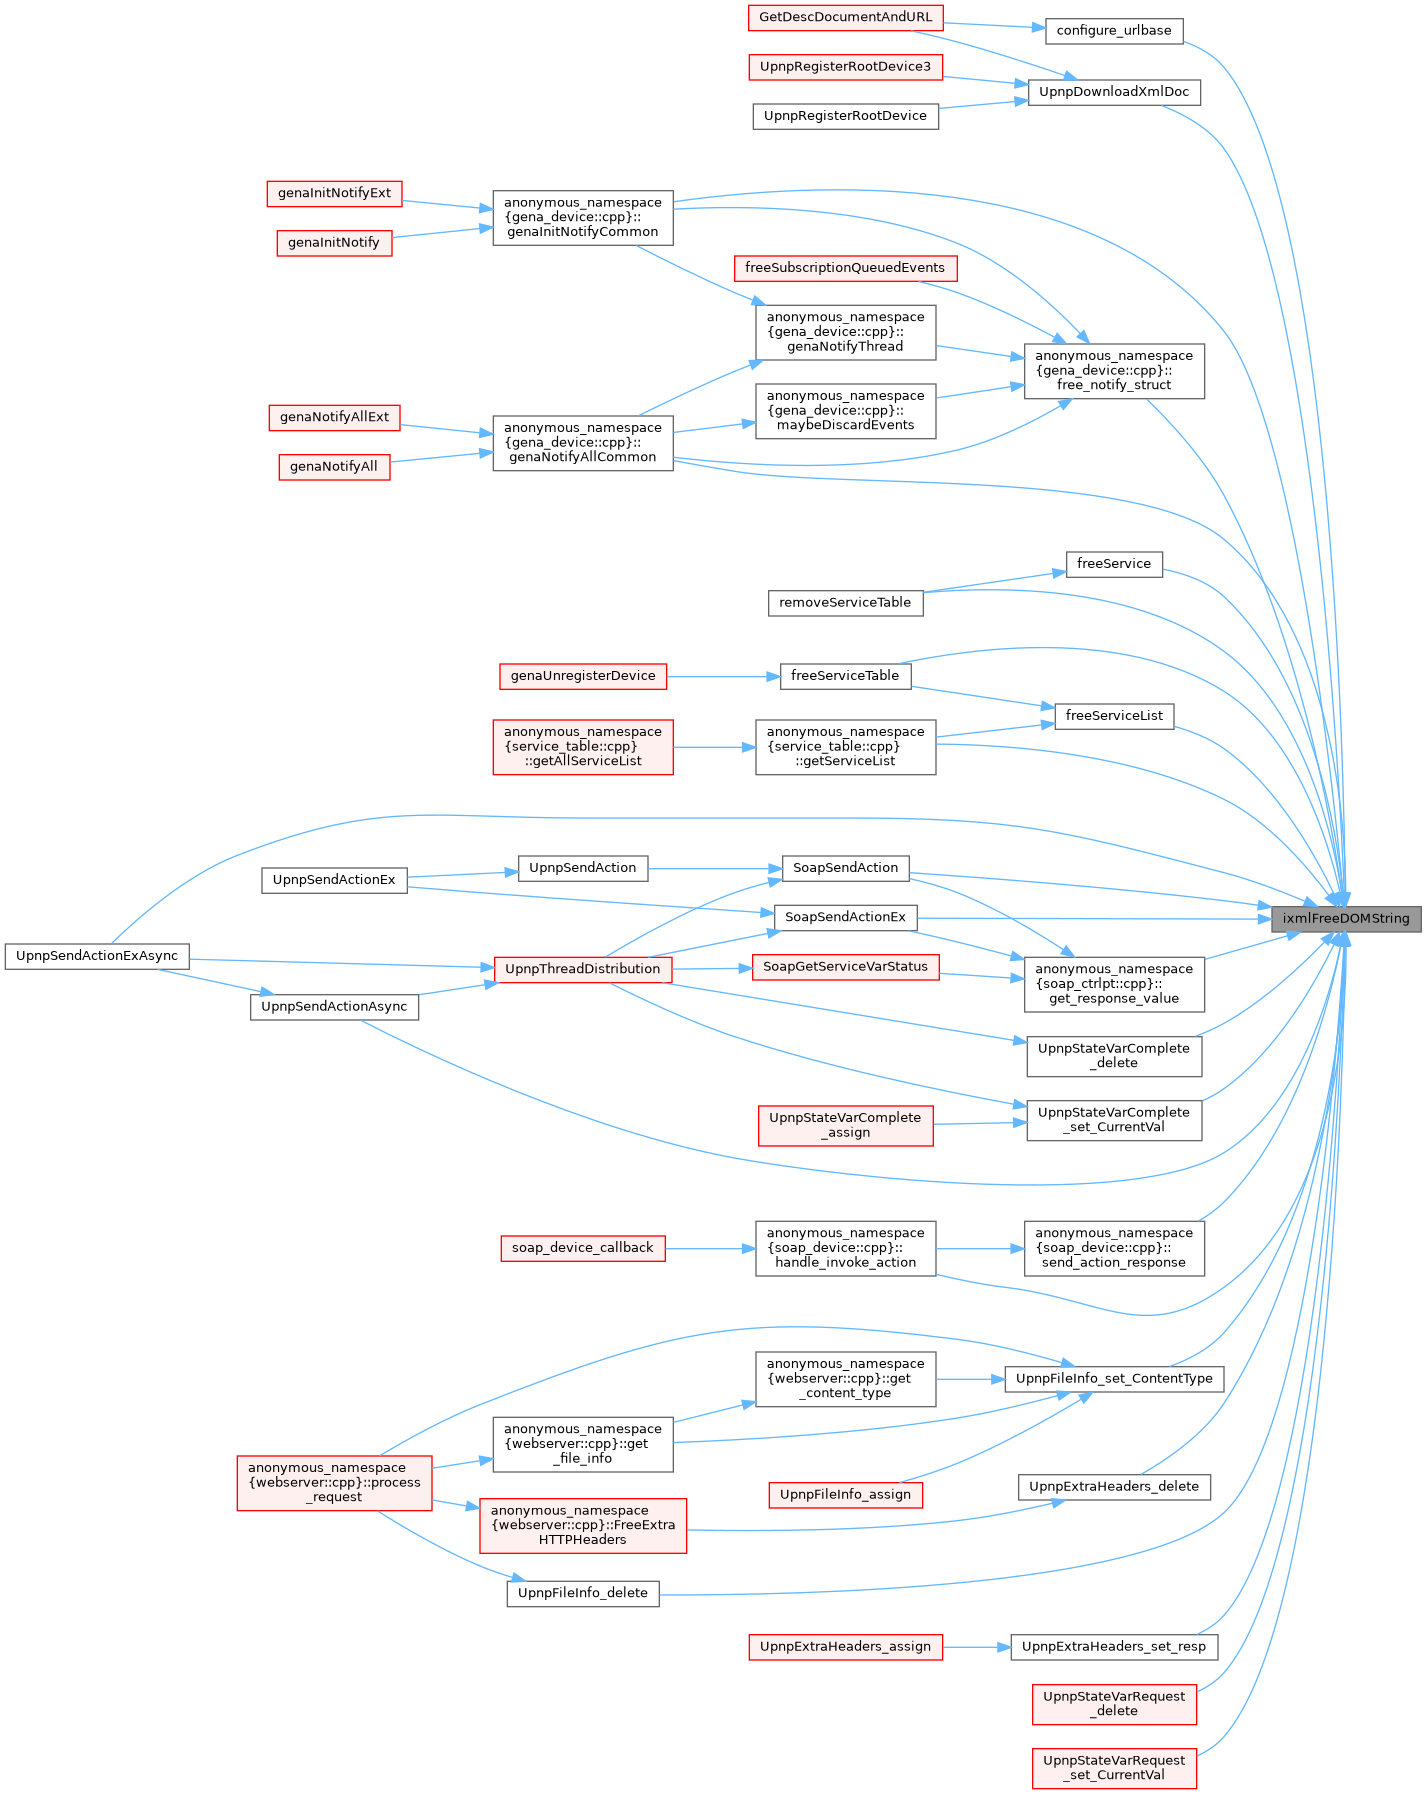 GetDescDocumentAndURL
configure_urlbase
UpnpRegisterRootDevice3
UpnpDownloadXmlDoc
UpnpRegisterRootDevice
genaInitNotifyExt
anonymous_namespace
{gena_device::cpp}::
genaInitNotifyCommon
genaInitNotify
freeSubscriptionQueuedEvents
anonymous_namespace
{gena_device::cpp}::
genaNotifyThread
anonymous_namespace
{gena_device::cpp}::
free_notify_struct
anonymous_namespace
{gena_device::cpp}::
maybeDiscardEvents
genaNotifyAllExt
anonymous_namespace
{gena_device::cpp}::
genaNotifyAllCommon
genaNotifyAll
freeService
removeServiceTable
genaUnregisterDevice
freeServiceTable
freeServiceList
anonymous_namespace
{service_table::cpp}
::getAllServiceList
anonymous_namespace
{service_table::cpp}
::getServiceList
UpnpSendActionEx
UpnpSendAction
SoapSendAction
SoapSendActionEx
ixmlFreeDOMString
UpnpSendActionExAsync
UpnpThreadDistribution
SoapGetServiceVarStatus
anonymous_namespace
{soap_ctrlpt::cpp}::
get_response_value
UpnpSendActionAsync
UpnpStateVarComplete
_delete
UpnpStateVarComplete
_assign
UpnpStateVarComplete
_set_CurrentVal
soap_device_callback
anonymous_namespace
{soap_device::cpp}::
handle_invoke_action
anonymous_namespace
{soap_device::cpp}::
send_action_response
anonymous_namespace
{webserver::cpp}::get
_content_type
UpnpFileInfo_set_ContentType
anonymous_namespace
{webserver::cpp}::get
_file_info
anonymous_namespace
{webserver::cpp}::process
_request
UpnpFileInfo_assign
UpnpExtraHeaders_delete
anonymous_namespace
{webserver::cpp}::FreeExtra
HTTPHeaders
UpnpFileInfo_delete
UpnpExtraHeaders_assign
UpnpExtraHeaders_set_resp
UpnpStateVarRequest
_delete
UpnpStateVarRequest
_set_CurrentVal